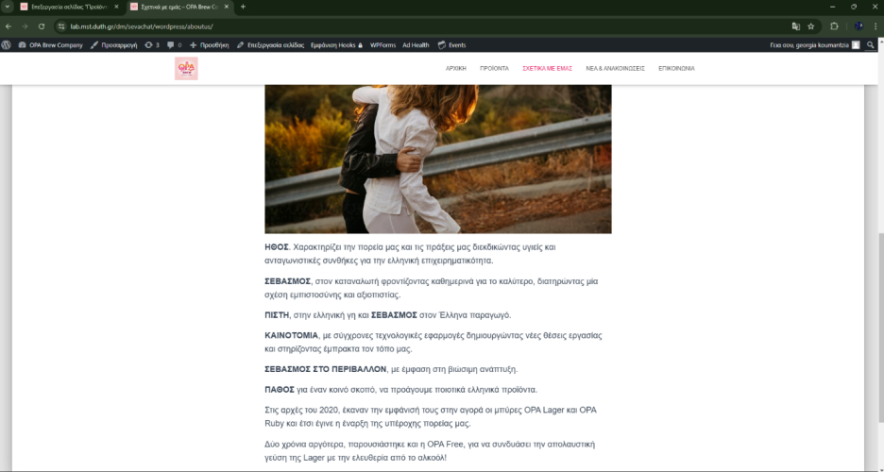 Επεξεργασία σελίδας "Προϊόν
Σχετικά με εμάς – OPA Brew Co
lab.mst.duth.gr/dm/sevachat/wordpress/aboutus/
OPA Brew Company Προσαρμογή 3 0 Προσθήκη Επεξεργασία σελίδας Εμφάνιση Hooks WPForms Ad Health Events Γεια σου, georgia koumantzia
OPA
ΑΡΧΙΚΗ ΠΡΟΪΟΝΤΑ ΣΧΕΤΙΚΑ ΜΕ ΕΜΑΣ ΝΕΑ & ΑΝΑΚΟΙΝΩΣΕΙΣ ΕΠΙΚΟΙΝΩΝΙΑ
ΗΘΟΣ. Χαρακτηρίζει την πορεία μας και τις πράξεις μας διεκδικώντας υγιείς και
ανταγωνιστικές συνθήκες για την ελληνική επιχειρηματικότητα.
ΣΕΒΑΣΜΟΣ, στον καταναλωτή φροντίζοντας καθημερινά για το καλύτερο, διατηρώντας μία
σχέση εμπιστοσύνης και αξιοπιστίας.
ΠΙΣΤΗ, στην ελληνική γη και ΣΕΒΑΣΜΟΣ στον Έλληνα παραγωγό.
ΚΑΙΝΟΤΟΜΙΑ, με σύγχρονες τεχνολογικές εφαρμογές δημιουργώντας νέες θέσεις εργασίας
και στηρίζοντας έμπρακτα τον τόπο μας.
ΣΕΒΑΣΜΟΣ ΣΤΟ ΠΕΡΙΒΑΛΛΟΝ, με έμφαση στη βιώσιμη ανάπτυξη.
ΠΑΘΟΣ για έναν κοινό σκοπό, να προάγουμε ποιοτικά ελληνικά προϊόντα.
Στις αρχές του 2020, έκαναν την εμφάνισή τους στην αγορά οι μπύρες OPA Lager και OPA
Ruby και έτσι έγινε η έναρξη της υπέροχης πορείας μας.
Δύο χρόνια αργότερα, παρουσιάστηκε και η OPA Free, για να συνδυάσει την απολαυστική
γεύση της Lager με την ελευθερία από το αλκοόλ!